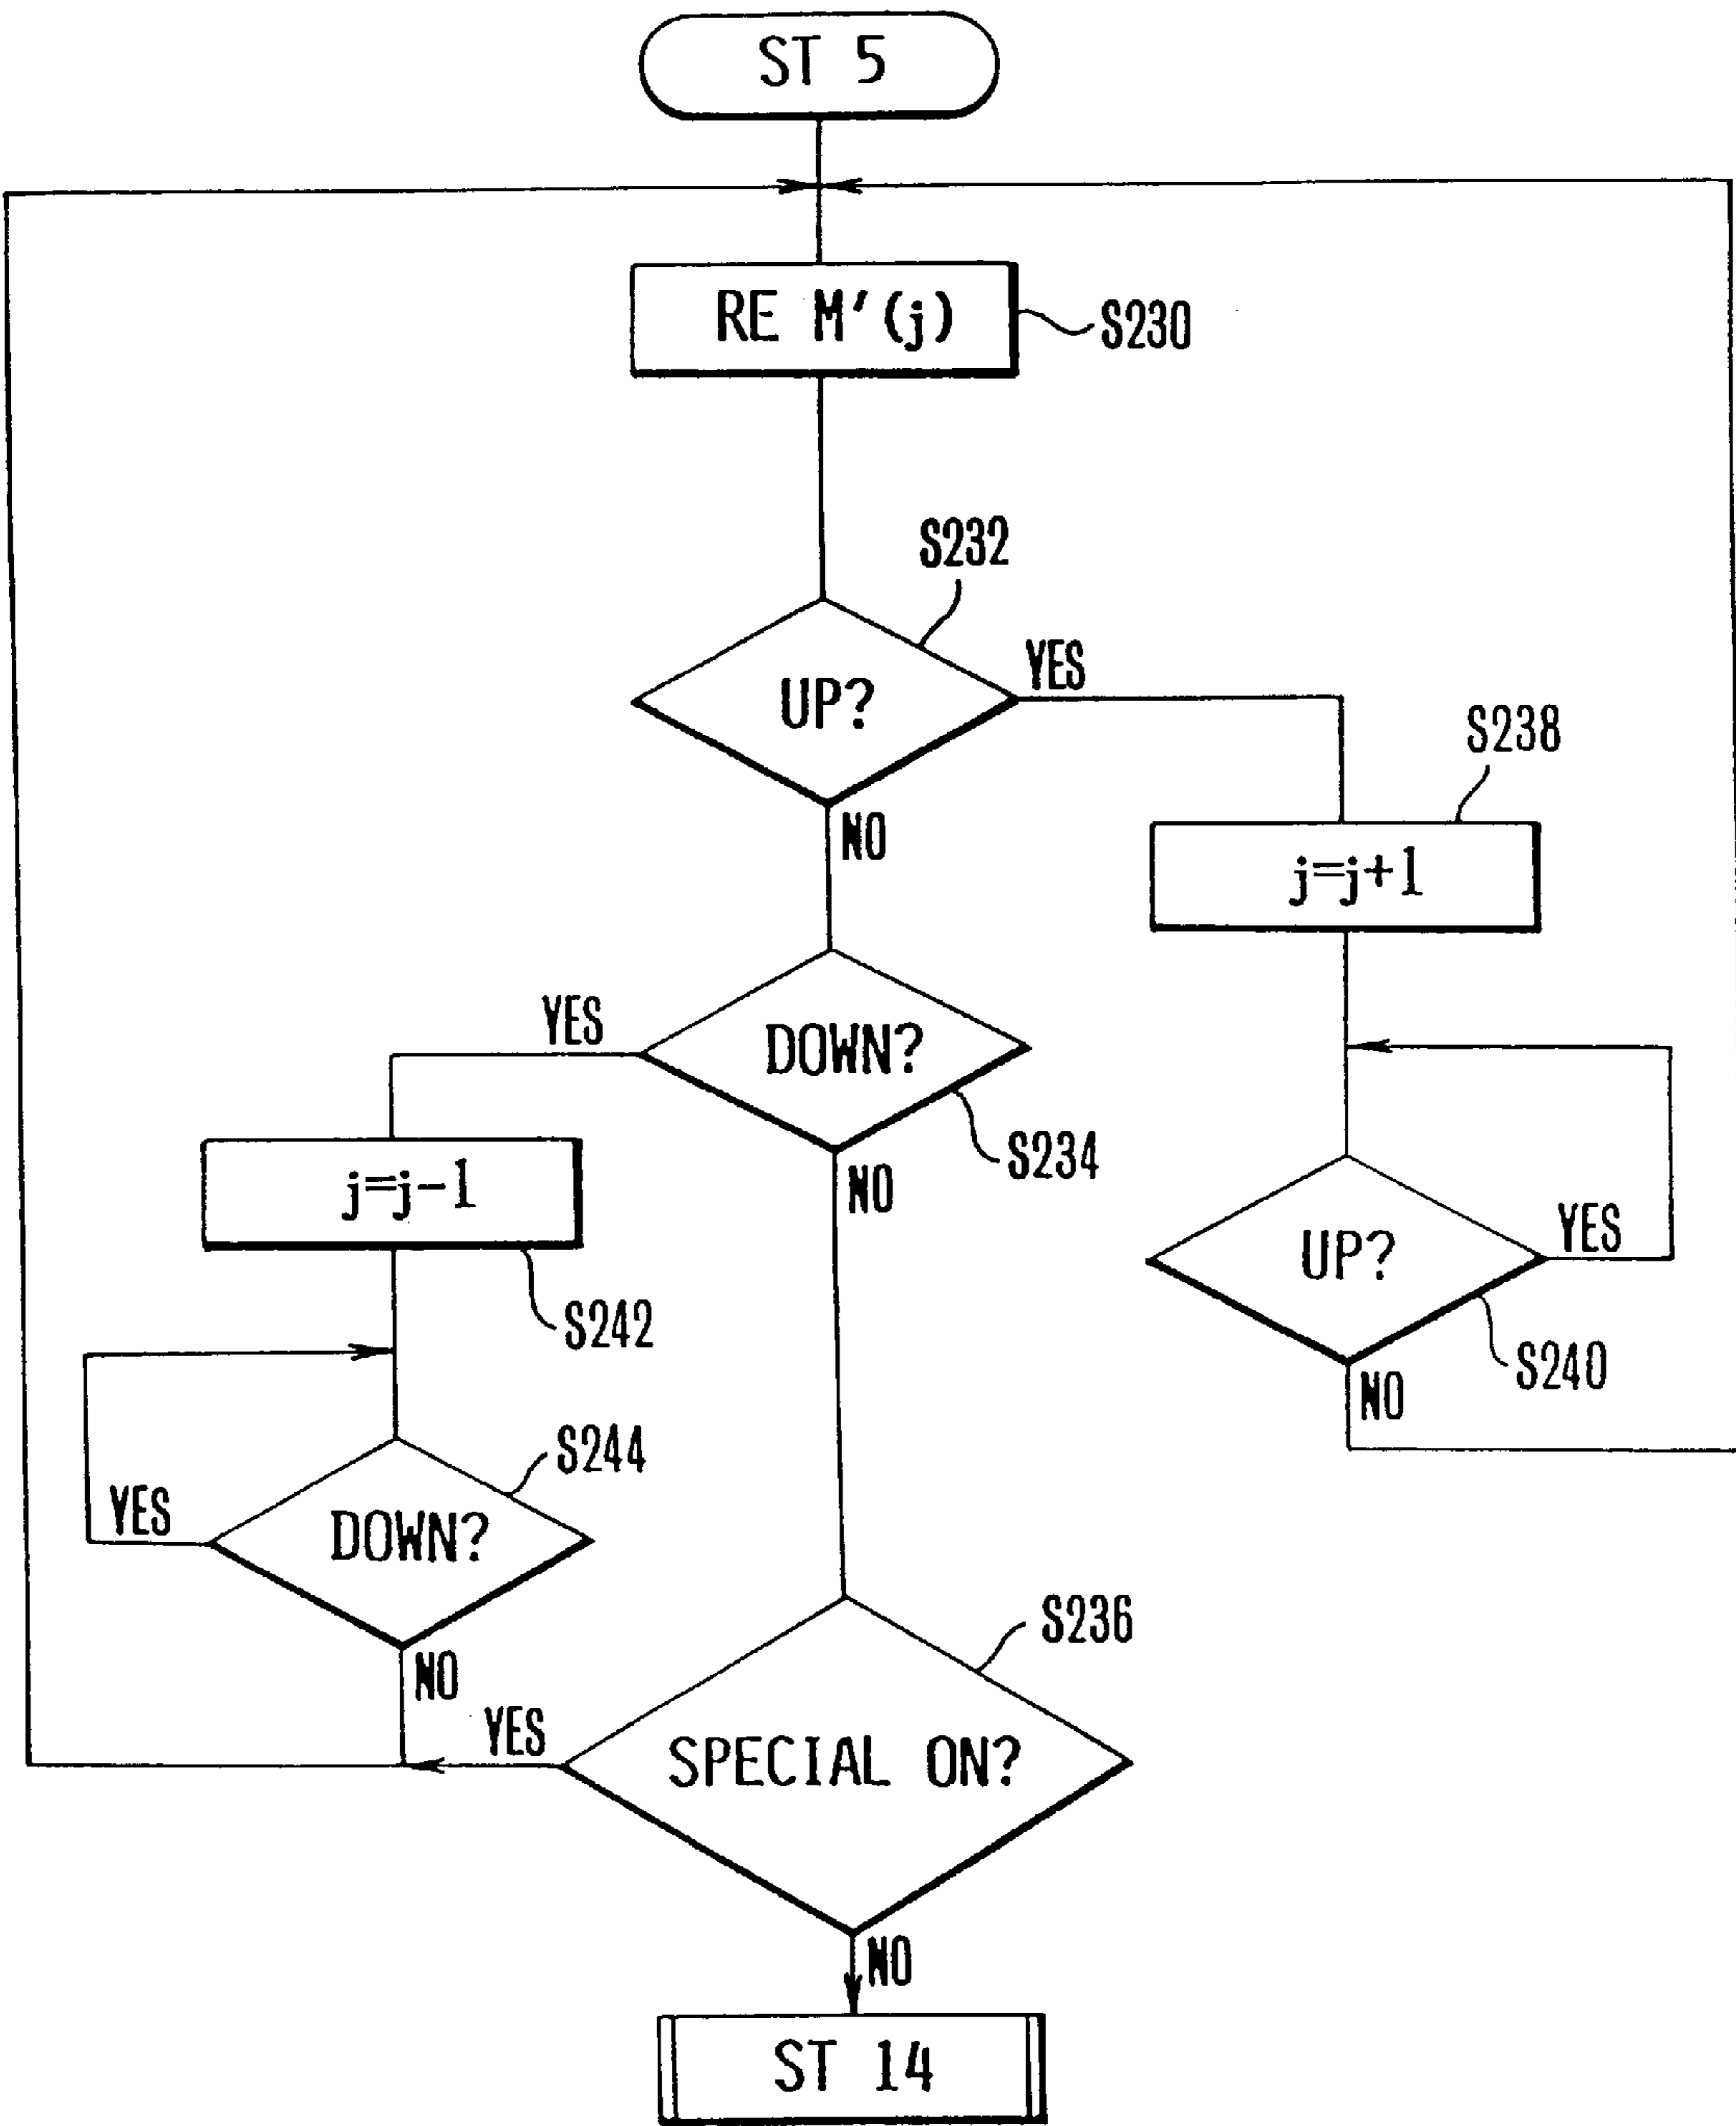 ST 5
RE M'(j)
S230
S232
UP?
YES
NO
S238
j=j+1
YES
DOWN?
S234
NO
j=j-1
S242
UP?
YES
S240
NO
S244
DOWN?
YES
NO
S236
SPECIAL ON?
YES
NO
ST 14